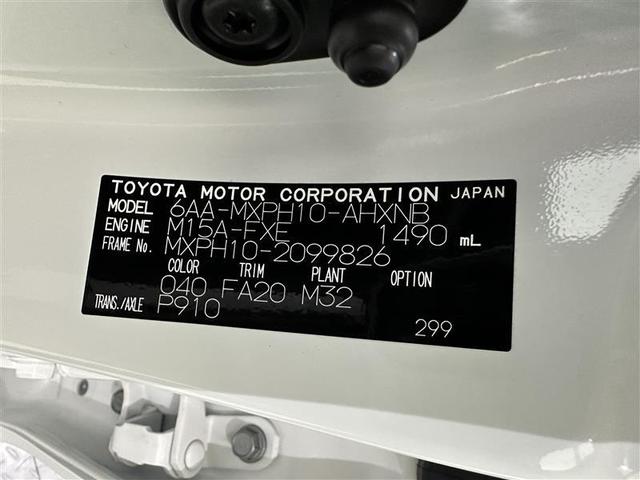 TOYOTA MOTOR CORPORATION JAPAN
MODEL 6AA-MXPH10-AHXNB
ENGINE M15A-FXE 1490 mL
FRAME No. MXPH10-2099826
COLOR TRIM PLANT OPTION
040 FA20 M32
TRANS./AXLE P910
299